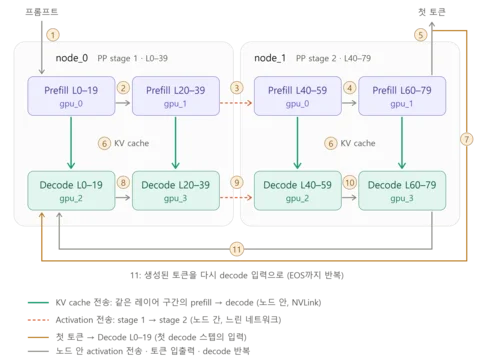 프롬프트
첫 토큰
1
5
node_0 PP stage 1 · L0–39
node_1 PP stage 2 · L40–79
Prefill L0–19
gpu_0
2
Prefill L20–39
gpu_1
3
Prefill L40–59
gpu_0
4
Prefill L60–79
gpu_1
6 KV cache
6 KV cache
7
Decode L0–19
gpu_2
8
Decode L20–39
gpu_3
9
Decode L40–59
gpu_2
10
Decode L60–79
gpu_3
11
11: 생성된 토큰을 다시 decode 입력으로 (EOS까지 반복)
KV cache 전송: 같은 레이어 구간의 prefill → decode (노드 안, NVLink)
Activation 전송: stage 1 → stage 2 (노드 간, 느린 네트워크)
첫 토큰 → Decode L0–19 (첫 decode 스텝의 입력)
노드 안 activation 전송 · 토큰 입출력 · decode 반복